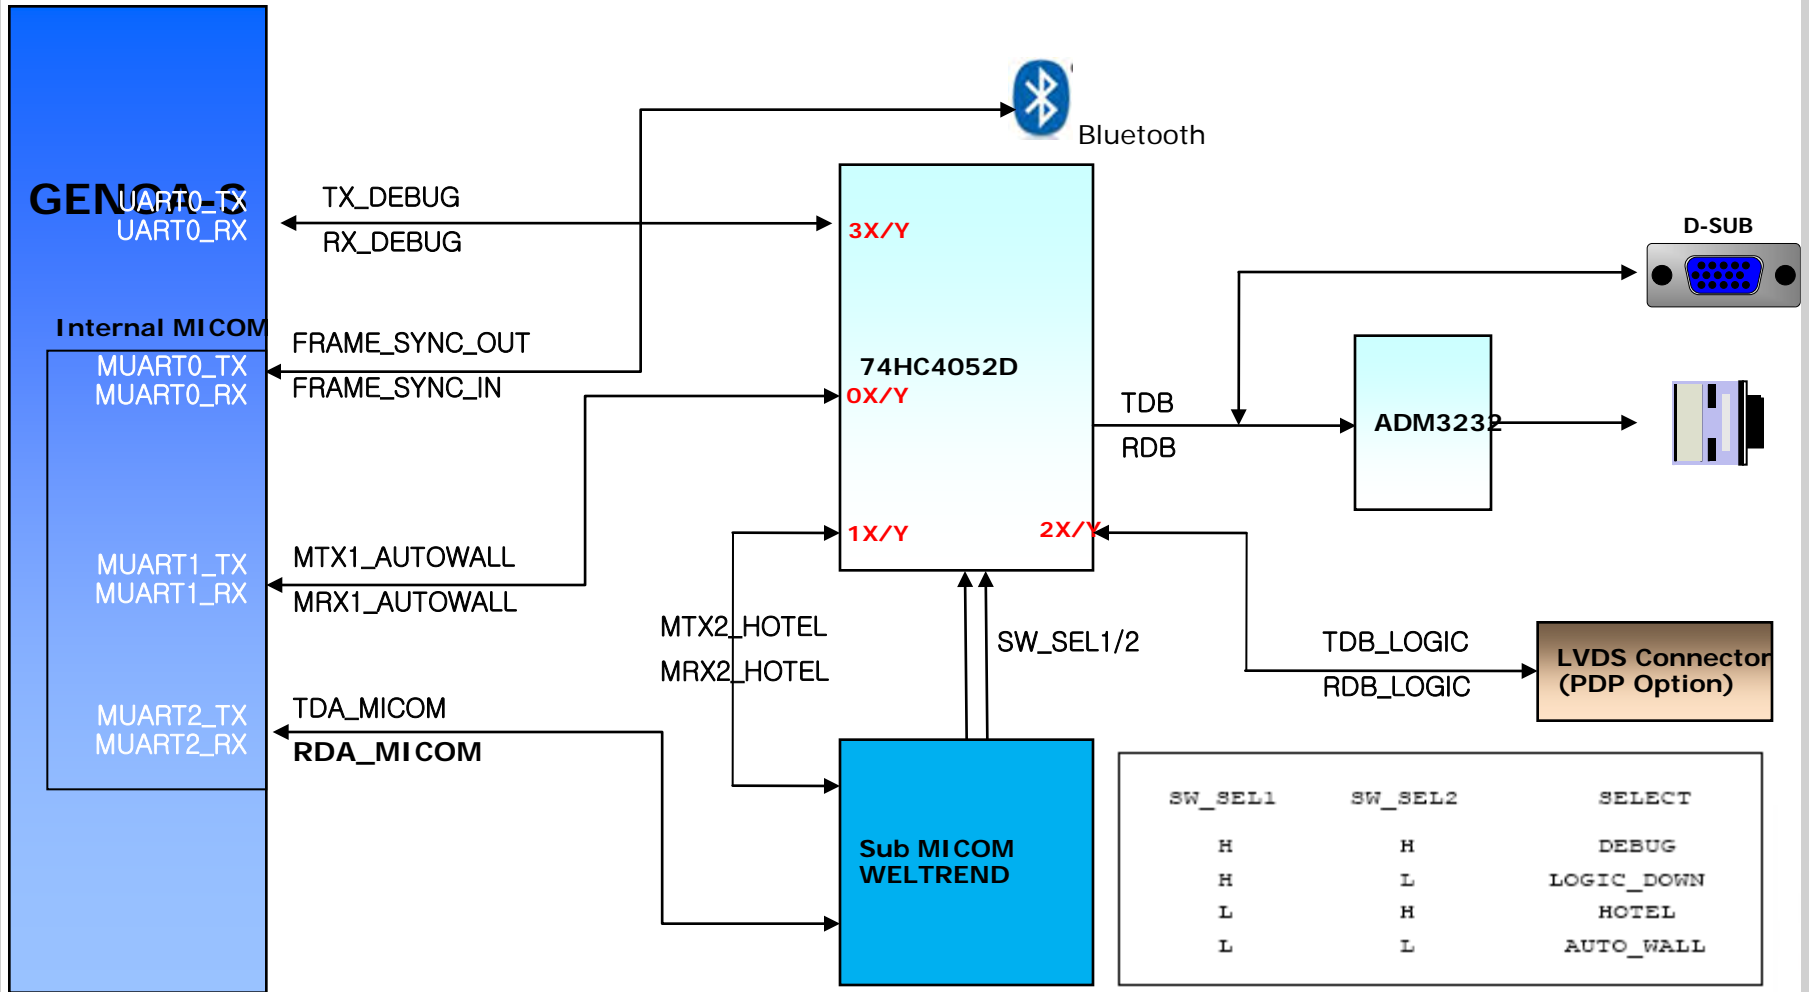 Bluetooth
GENOA-S
UART0_TX
UART0_RX
TX_DEBUG
RX_DEBUG
3X/Y
D-SUB
Internal MICOM
MUART0_TX
MUART0_RX
FRAME_SYNC_OUT
FRAME_SYNC_IN
74HC4052D
0X/Y
TDB
RDB
ADM3232
1X/Y
2X/Y
MUART1_TX
MUART1_RX
MTX1_AUTOWALL
MRX1_AUTOWALL
MTX2_HOTEL
MRX2_HOTEL
SW_SEL1/2
TDB_LOGIC
RDB_LOGIC
LVDS Connector
(PDP Option)
MUART2_TX
MUART2_RX
TDA_MICOM
RDA_MICOM
Sub MICOM
WELTREND
SW_SEL1 SW_SEL2 SELECT
H H DEBUG
H L LOGIC_DOWN
L H HOTEL
L L AUTO_WALL